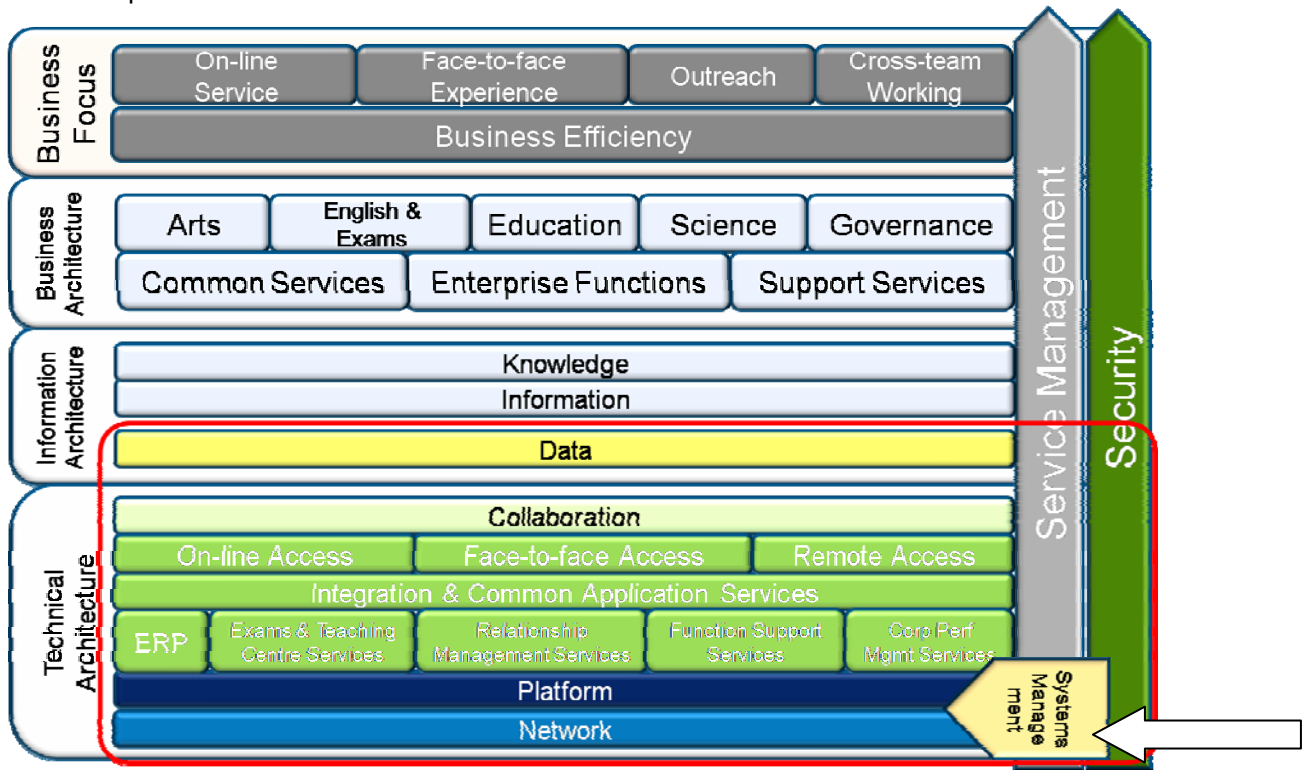 Business
Focus
On-line
Service
Face-to-face
Experience
Outreach
Cross-team
Working
Business Efficiency
Business
Architecture
Arts
English &
Exams
Education
Science
Governance
Common Services
Enterprise Functions
Support Services
Information
Architecture
Knowledge
Information
Data
Technical
Architecture
Collaboration
On-line Access
Face-to-face Access
Remote Access
Integration & Common Application Services
ERP
Exams & Teaching
Centre Services
Relationship
Management Services
Function Support
Services
Corp Perf
Mgmt Services
Platform
Network
Systems
Manage
ment
Service Management
Security